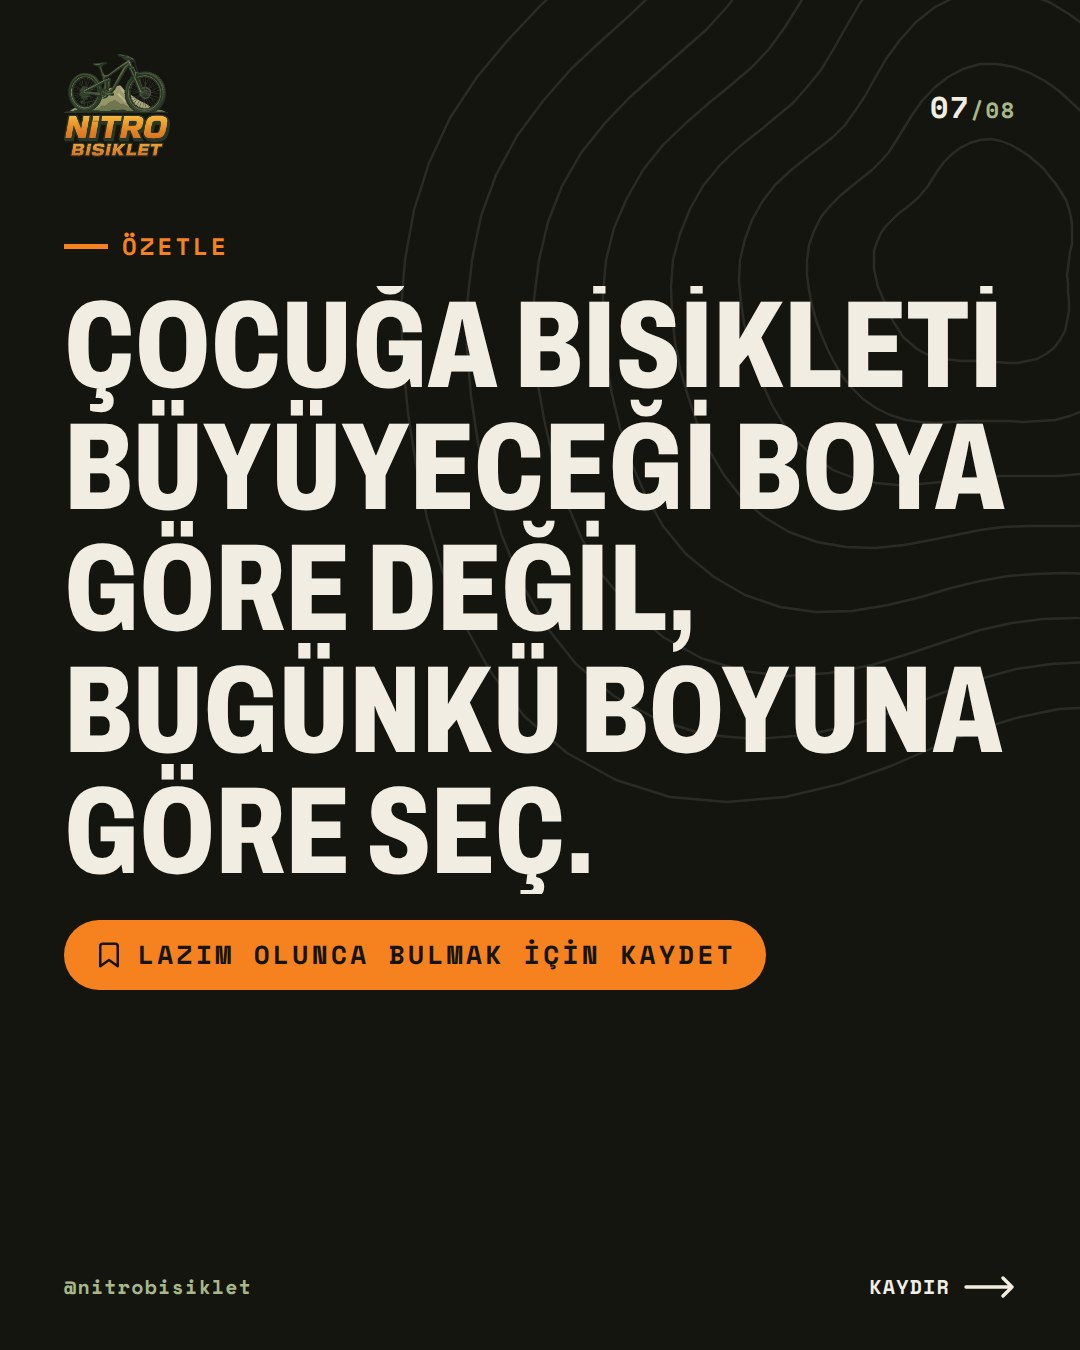 NiTRO
BISIKLET
07/08
ÖZETLE
ÇOCUĞA BİSİKLETİ
BÜYÜYECEĞİ BOYA
GÖRE DEĞİL,
BUGÜNKÜ BOYUNA
GÖRE SEÇ.
LAZIM OLUNCA BULMAK İÇİN KAYDET
@nitrobisiklet
KAYDIR